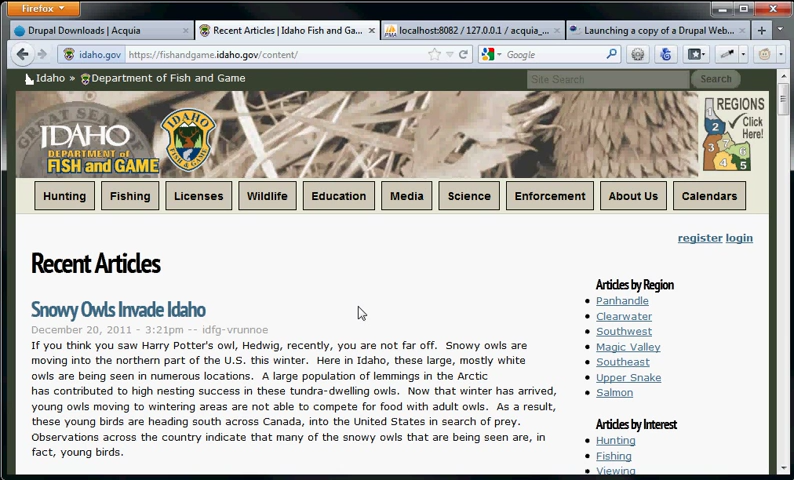 Firefox
Drupal Downloads | Acquia
Recent Articles | Idaho Fish and Ga...
localhost:8082 / 127.0.0.1 / acquia_...
Launching a copy of a Drupal Web...
idaho.gov
https://fishandgame.idaho.gov/content/
Google
Idaho » Department of Fish and Game
Site Search
Search
GREAT SEAL
IDAHO
DEPARTMENT of
FISH and GAME
IDAHO
FISH & GAME
REGIONS
Click
Here!
1
2
3
4
5
6
7
Hunting
Fishing
Licenses
Wildlife
Education
Media
Science
Enforcement
About Us
Calendars
register login
Recent Articles
Snowy Owls Invade Idaho
December 20, 2011 - 3:21pm -- idfg-vrunnoe
If you think you saw Harry Potter's owl, Hedwig, recently, you are not far off. Snowy owls are
moving into the northern part of the U.S. this winter. Here in Idaho, these large, mostly white
owls are being seen in numerous locations. A large population of lemmings in the Arctic
has contributed to high nesting success in these tundra-dwelling owls. Now that winter has arrived,
young owls moving to wintering areas are not able to compete for food with adult owls. As a result,
these young birds are heading south across Canada, into the United States in search of prey.
Observations across the country indicate that many of the snowy owls that are being seen are, in
fact, young birds.
Articles by Region
Panhandle
Clearwater
Southwest
Magic Valley
Southeast
Upper Snake
Salmon
Articles by Interest
Hunting
Fishing
Viewing